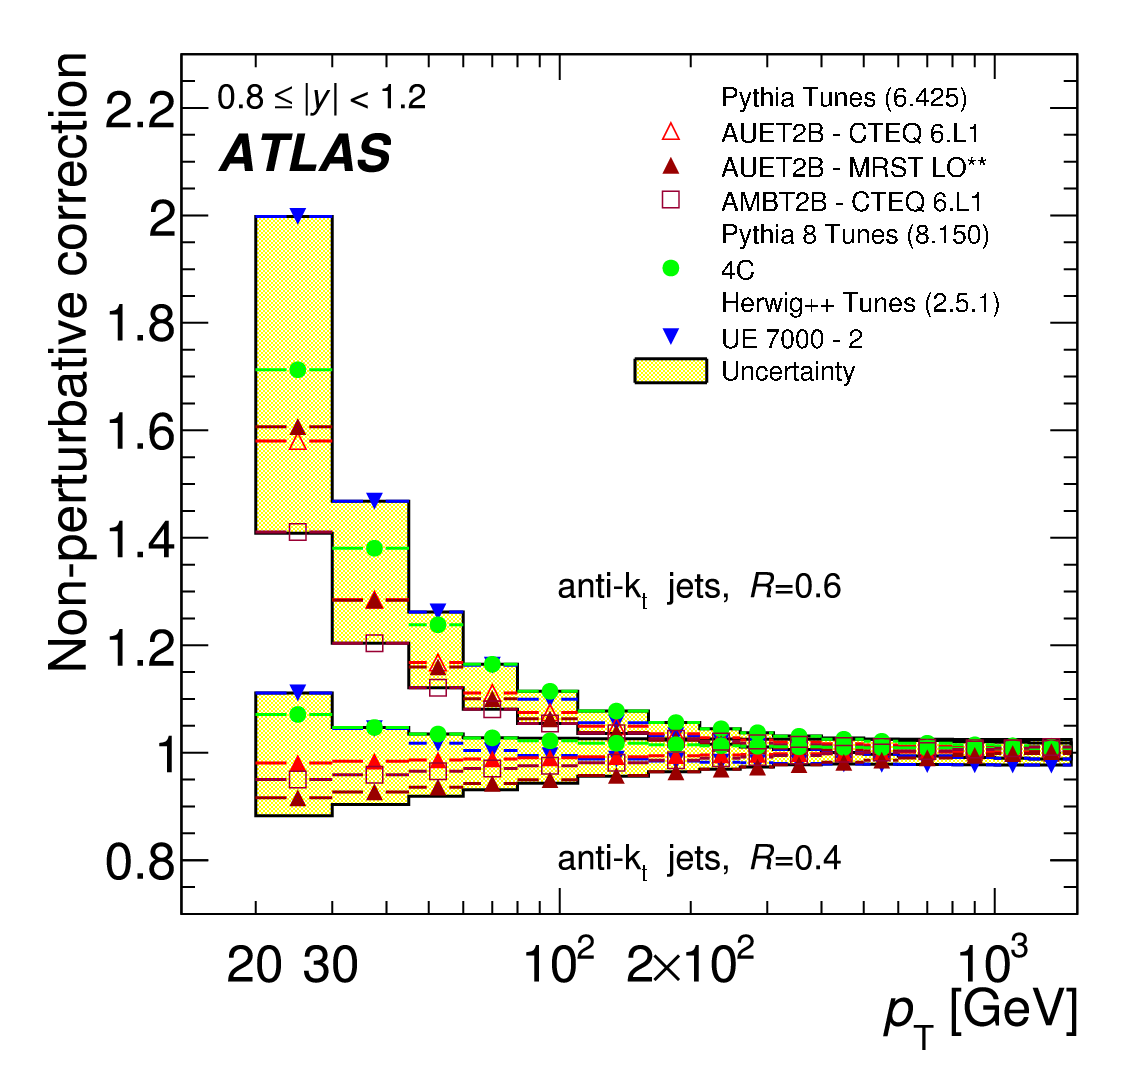 Non-perturbative correction
2.2
2
1.8
1.6
1.4
1.2
1
0.8
0.8 ≤ |y| < 1.2
ATLAS
Pythia Tunes (6.425)
AUET2B - CTEQ 6.L1
AUET2B - MRST LO**
AMBT2B - CTEQ 6.L1
Pythia 8 Tunes (8.150)
4C
Herwig++ Tunes (2.5.1)
UE 7000 - 2
Uncertainty
anti-kt jets, R=0.6
anti-kt jets, R=0.4
20 30 10² 2×10² 10³
pT [GeV]